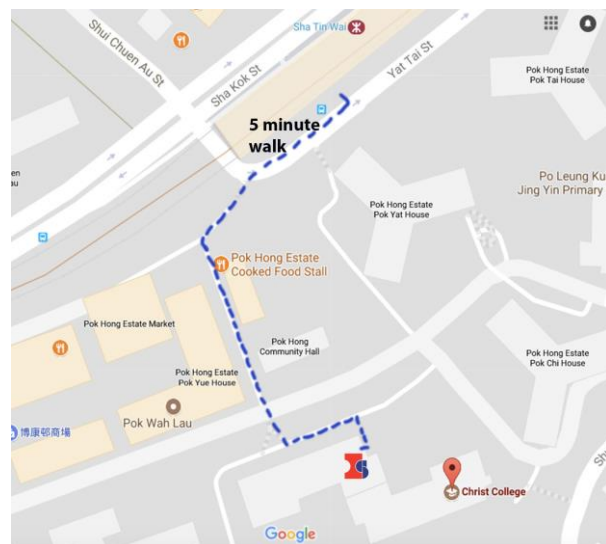 Sha Tin Wai
Shui Chuen Au St
Sha Kok St
Yat Tai St
Pok Hong Estate
Pok Tai House
5 minute
walk
Po Leung Ku
Jing Yin Primary
Pok Hong Estate
Pok Yat House
Pok Hong Estate
Cooked Food Stall
Pok Hong Estate Market
Pok Hong
Community Hall
Pok Hong Estate
Pok Chi House
Pok Hong Estate
Pok Yue House
Pok Wah Lau
博康邨商場
Christ College
Google